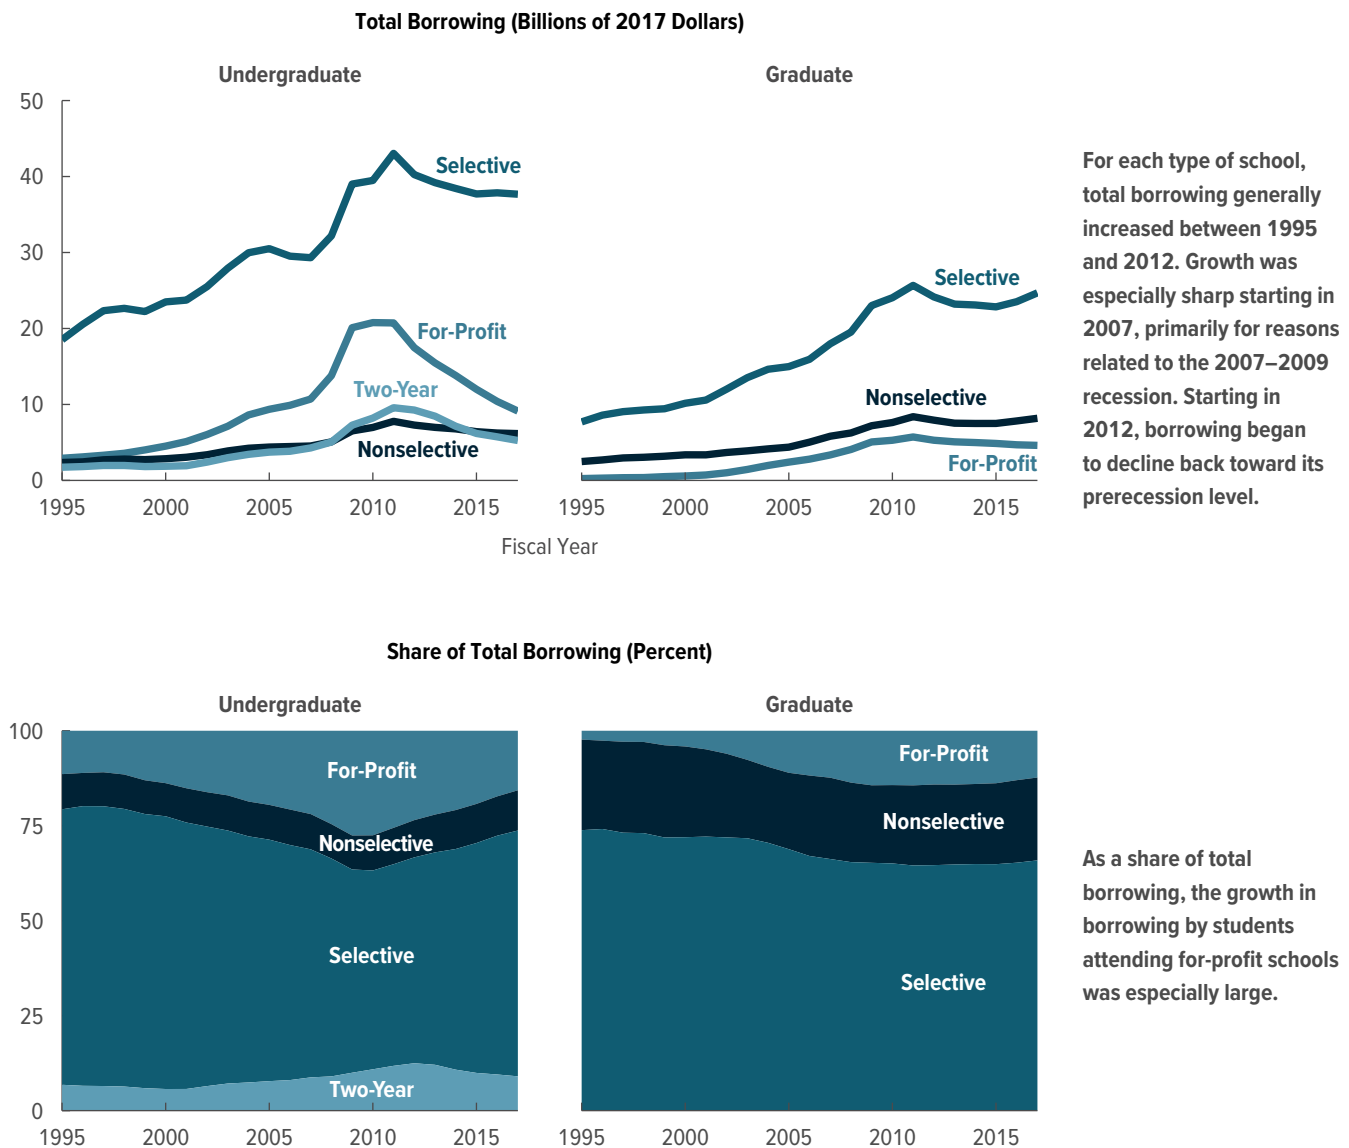 Total Borrowing (Billions of 2017 Dollars)
Undergraduate
Graduate
50
40
30
20
10
0
Selective
For-Profit
Two-Year
Nonselective
1995 2000 2005 2010 2015
Selective
Nonselective
For-Profit
1995 2000 2005 2010 2015
Fiscal Year
For each type of school,
total borrowing generally
increased between 1995
and 2012. Growth was
especially sharp starting in
2007, primarily for reasons
related to the 2007–2009
recession. Starting in
2012, borrowing began
to decline back toward its
prerecession level.
Share of Total Borrowing (Percent)
Undergraduate
Graduate
100
75
50
25
0
For-Profit
Nonselective
Selective
Two-Year
1995 2000 2005 2010 2015
For-Profit
Nonselective
Selective
1995 2000 2005 2010 2015
As a share of total
borrowing, the growth in
borrowing by students
attending for-profit schools
was especially large.